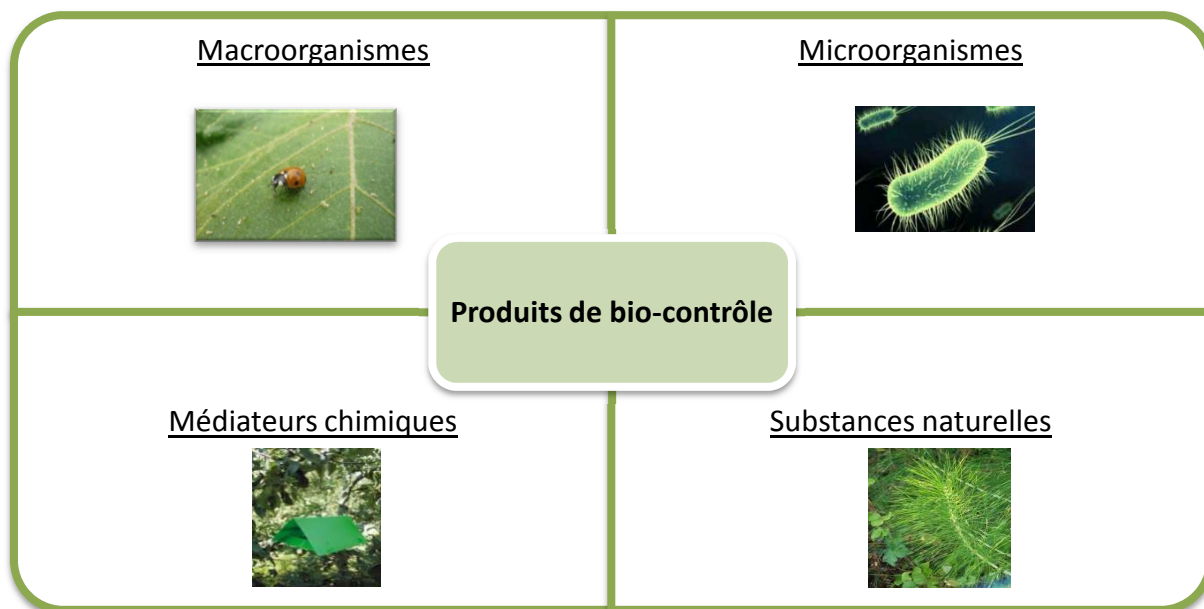 Macroorganismes
Microorganismes
Produits de bio-contrôle
Médiateurs chimiques
Substances naturelles